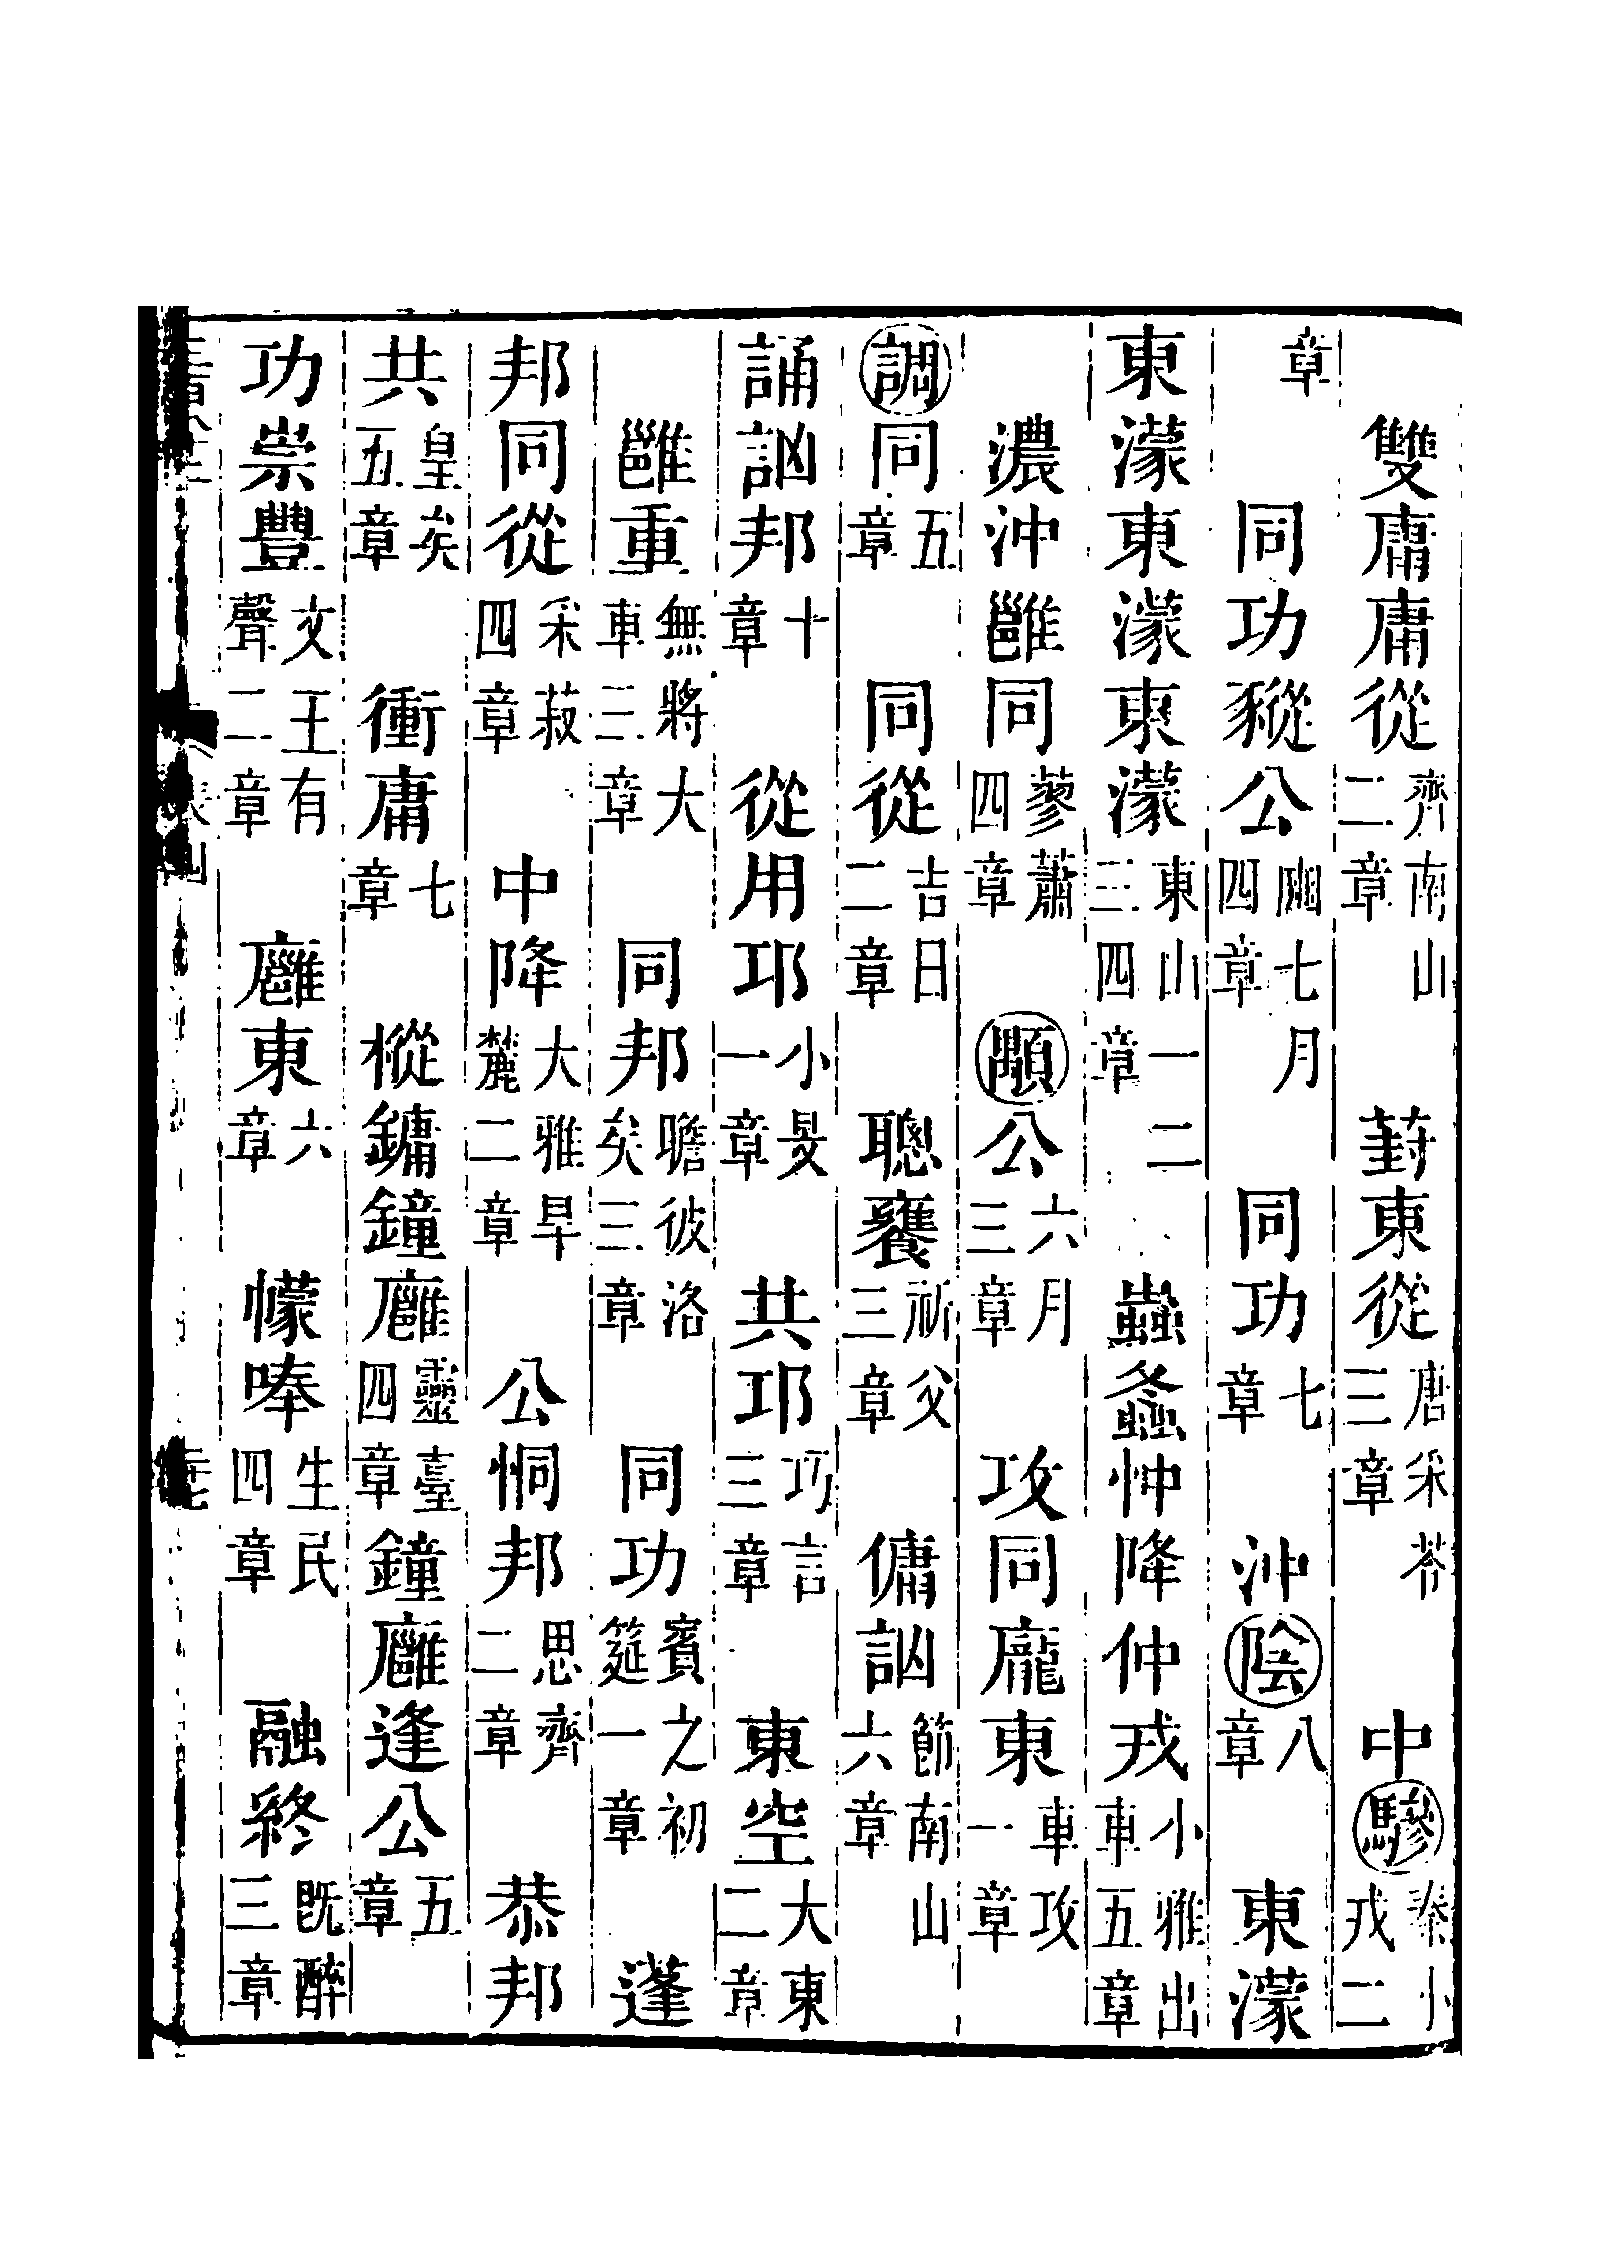 雙庸庸從齊南山二章　葑東從唐采苓三章　中驂秦小戎二
章　同功豵公豳七月四章　同功七章　沖陰八章　東濛
東濛東濛東濛東山一二三四章　蟲螽忡降仲戎小雅出車五章
濃沖雝同蓼蕭四章　顒公六月三章　攻同龐東車攻一章
調同五章　同從吉日二章　聰饔祈父三章　傭訩節南山六章
誦訩邦十章　從用邛小旻一章　共邛巧言三章　東空大東二章
雝重無將大車三章　同邦瞻彼洛矣三章　同功賓之初筵一章　蓬
邦同從采菽四章　中降大雅旱麓二章　公恫邦思齊二章　恭邦
共皇矣五章　衝庸七章　樅鏞鐘廱靈臺四章　鐘廱逢公五章
功崇豐文王有聲二章　廱東六章　幪唪生民四章　融終既醉三章